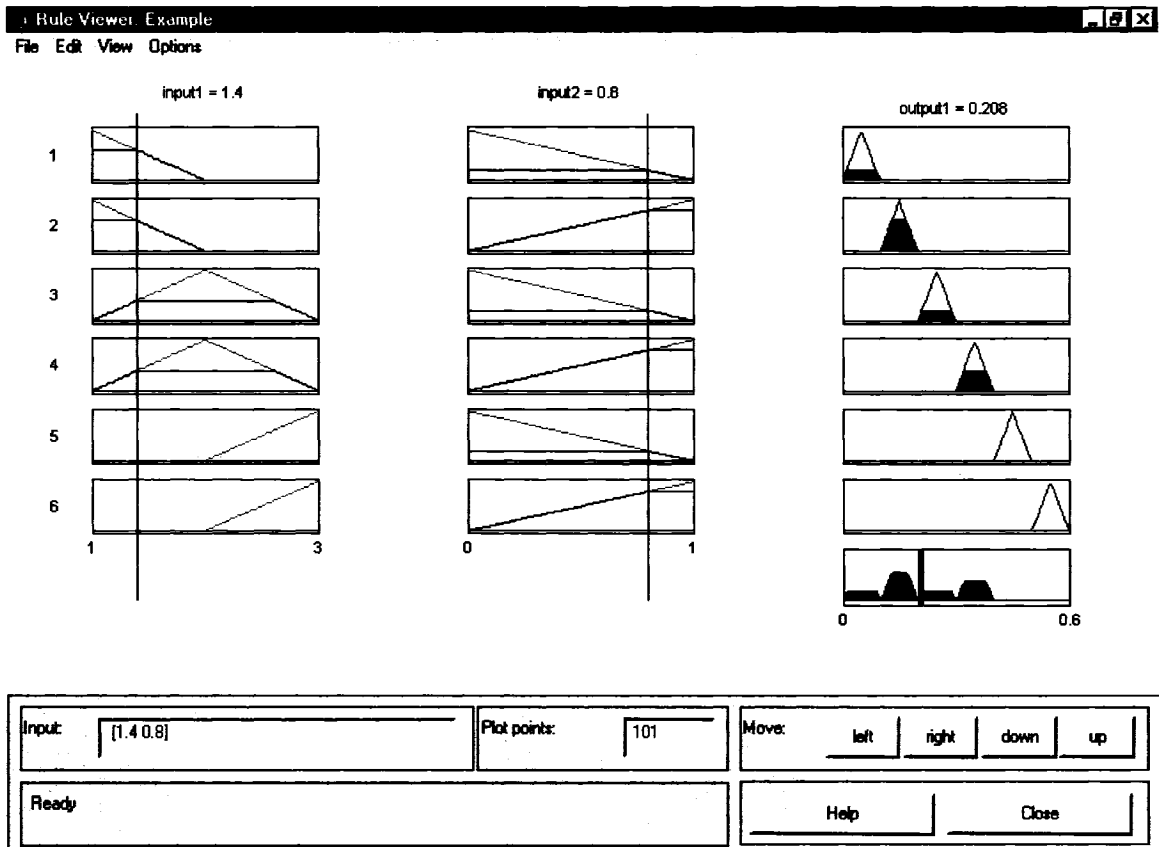 Rule Viewer: Example
File Edit View Options
input1 = 1.4
input2 = 0.8
output1 = 0.208
1
2
3
4
5
6
1 3
0 1
0 0.6
Input: [1.4 0.8]
Plot points: 101
Move: left right down up
Ready
Help Close